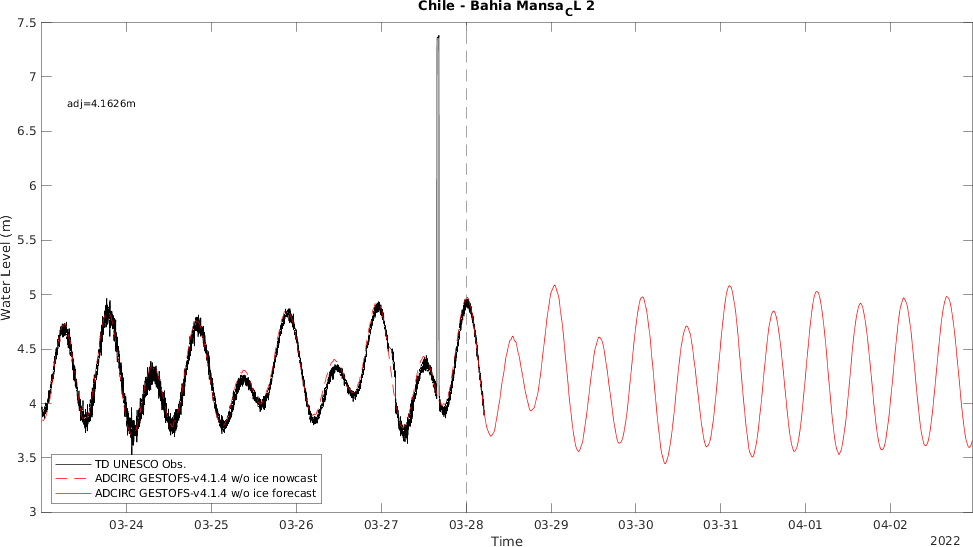 Chile - Bahia Mansa_CL 2
7.5
7
6.5
6
5.5
5
4.5
4
3.5
3
Water Level (m)
adj=4.1626m
TD UNESCO Obs.
ADCIRC GESTOFS-v4.1.4 w/o ice nowcast
ADCIRC GESTOFS-v4.1.4 w/o ice forecast
03-24 03-25 03-26 03-27 03-28 03-29 03-30 03-31 04-01 04-02
Time
2022